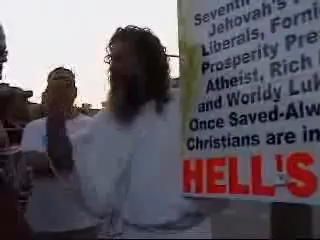 Seventh
Jehovah's
Liberals, Forni
Prosperity Pre
Atheist, Rich
and Worldy Luk
Once Saved-Alw
Christians are in
HELL'S